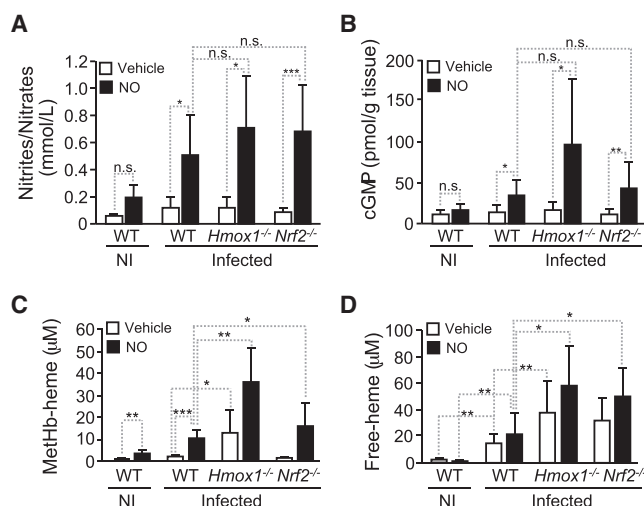 A
n.s.
n.s.
Vehicle
NO
*
*
***
n.s.
Nitrites/Nitrates
(mmol/L)
1.2
1.0
0.8
0.6
0.4
0.2
0
WT
WT
Hmox1-/-
Nrf2-/-
NI
Infected
B
n.s.
n.s.
Vehicle
NO
*
*
**
n.s.
cGMP (pmol/g tissue)
200
150
100
50
0
WT
WT
Hmox1-/-
Nrf2-/-
NI
Infected
C
Vehicle
NO
*
**
*
***
**
MetHb-heme (μM)
60
50
40
30
20
10
0
WT
WT
Hmox1-/-
Nrf2-/-
NI
Infected
D
Vehicle
NO
*
*
**
**
**
Free-heme (μM)
100
80
60
40
20
0
WT
WT
Hmox1-/-
Nrf2-/-
NI
Infected